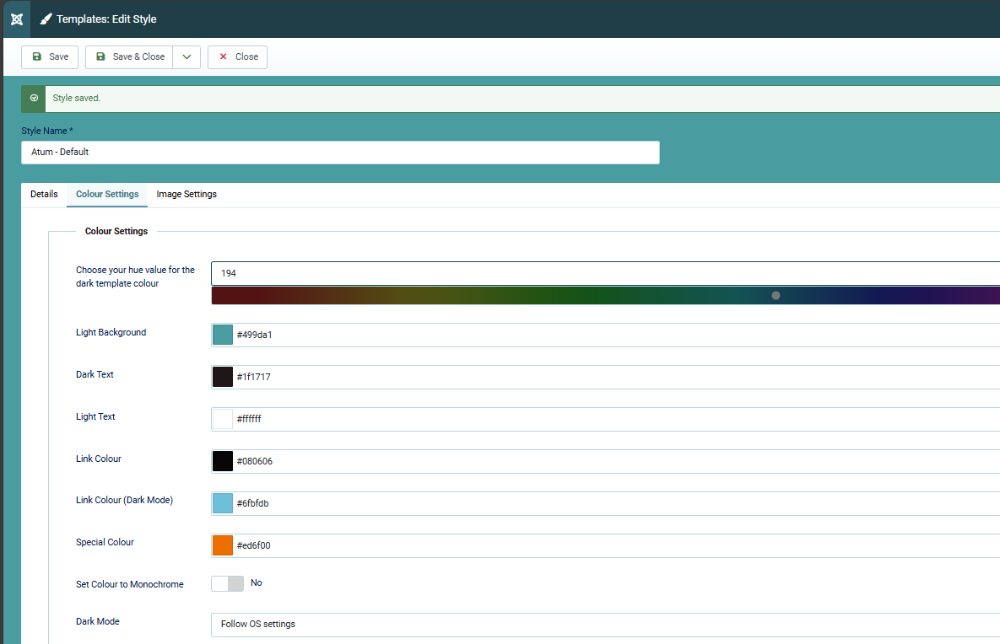 Templates: Edit Style
Save
Save & Close
Close
Style saved.
Style Name *
Atum - Default
Details
Colour Settings
Image Settings
Colour Settings
Choose your hue value for the
dark template colour
194
Light Background
#499da1
Dark Text
#1f1717
Light Text
#ffffff
Link Colour
#080606
Link Colour (Dark Mode)
#6fbfdb
Special Colour
#ed6f00
Set Colour to Monochrome
No
Dark Mode
Follow OS settings